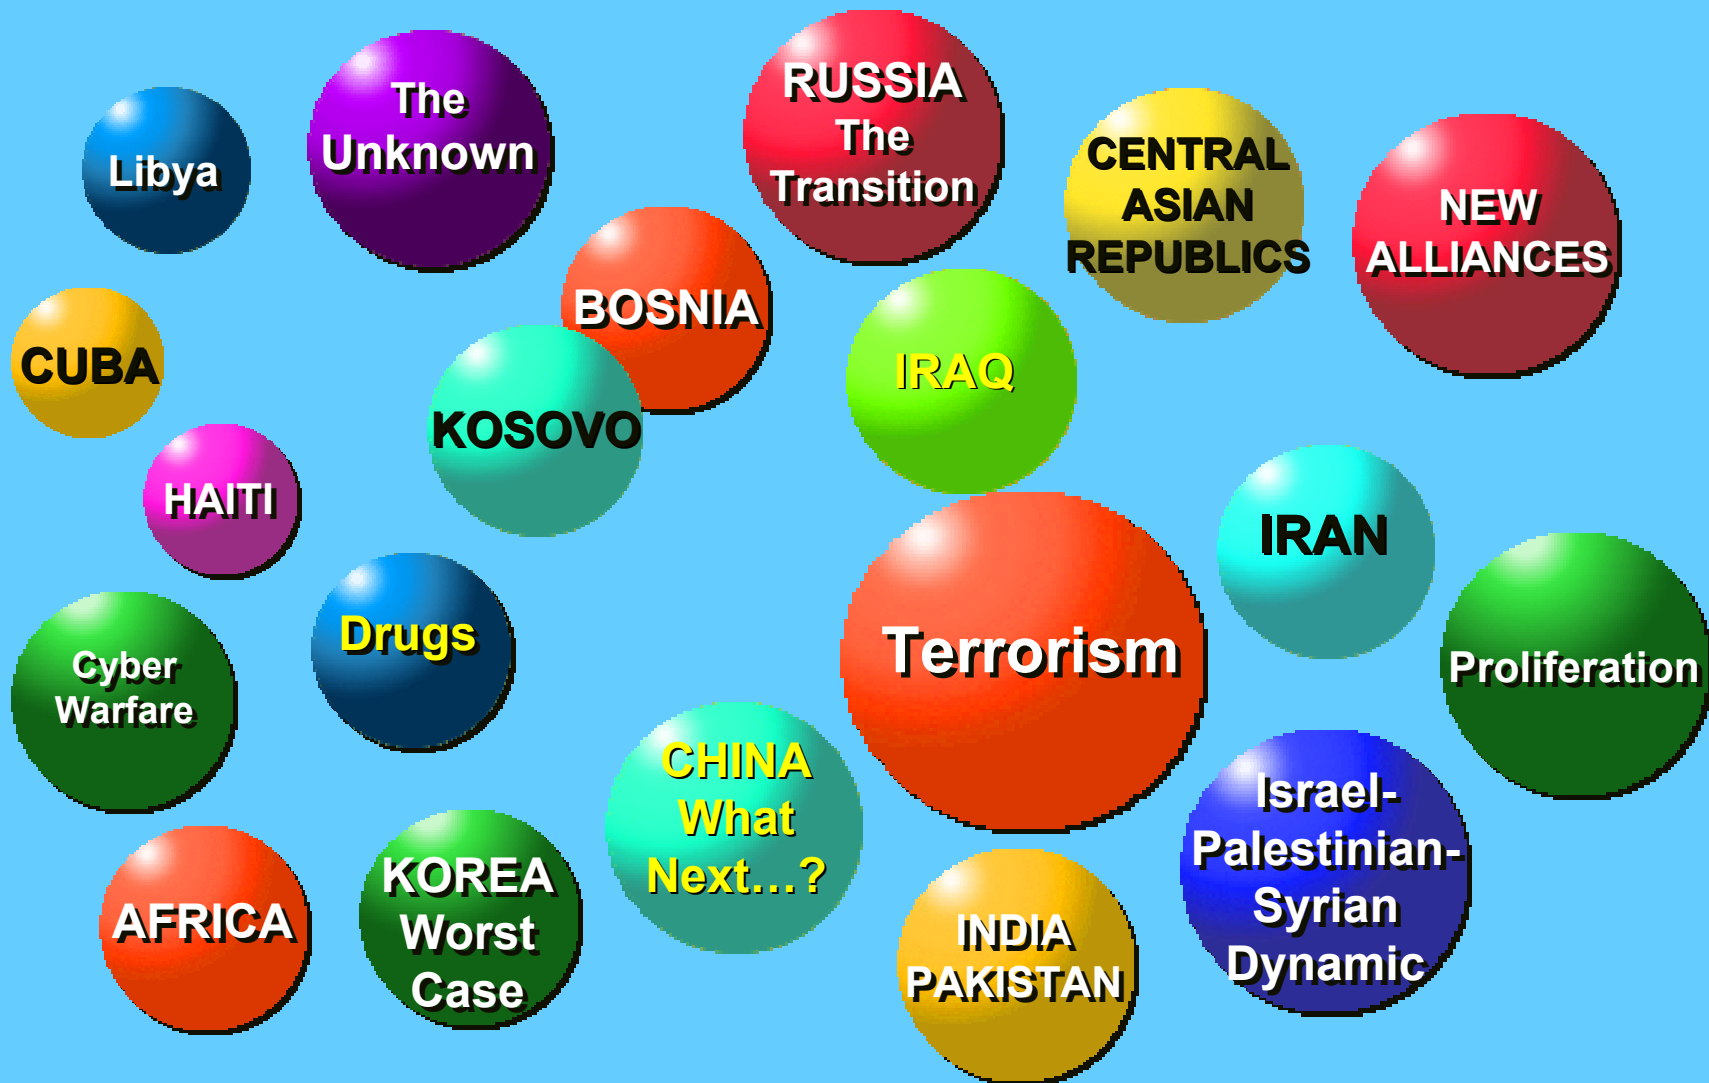 The
Unknown
RUSSIA
The
Transition
Libya
CENTRAL
ASIAN
REPUBLICS
NEW
ALLIANCES
BOSNIA
CUBA
KOSOVO
IRAQ
HAITI
IRAN
Drugs
Terrorism
Proliferation
Cyber
Warfare
CHINA
What
Next...?
Israel-
Palestinian-
Syrian
Dynamic
AFRICA
KOREA
Worst
Case
INDIA
PAKISTAN